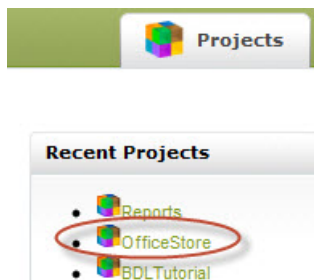 Projects
Recent Projects
Reports
OfficeStore
BDLTutorial